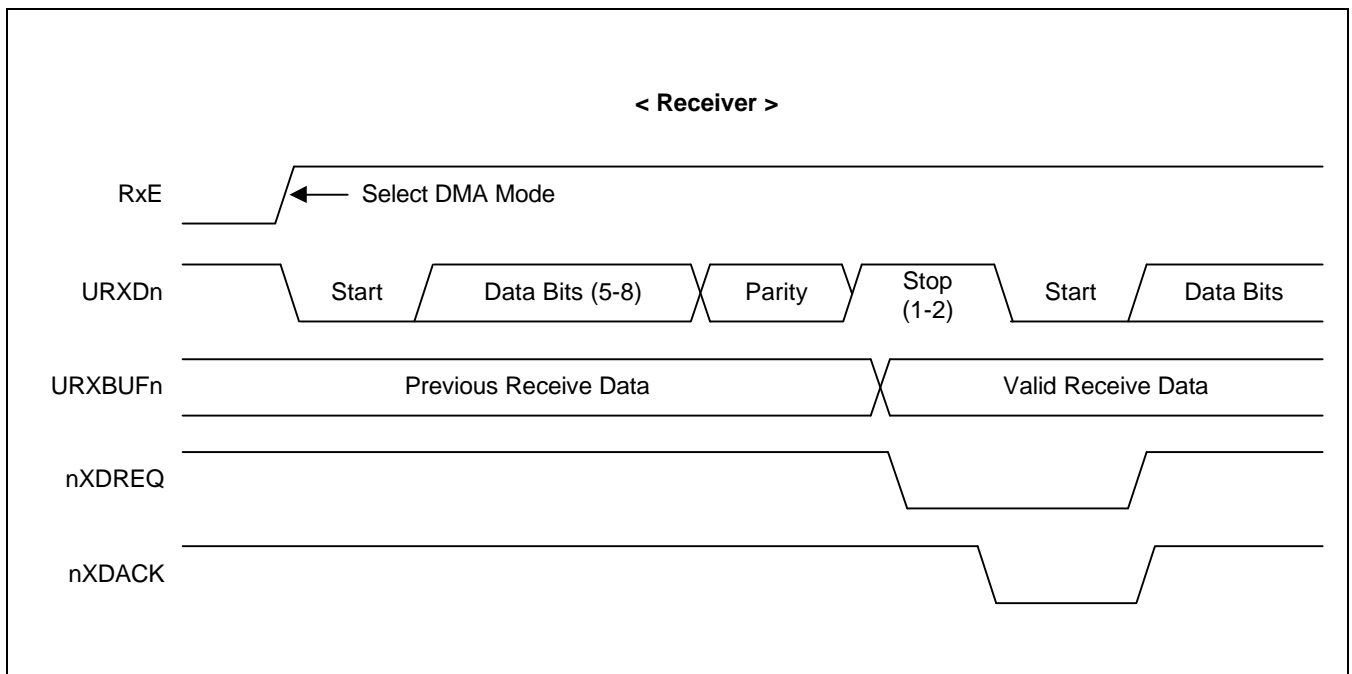 < Receiver >
RxE
Select DMA Mode
URXDn
Start
Data Bits (5-8)
Parity
Stop
(1-2)
Start
Data Bits
URXBUFn
Previous Receive Data
Valid Receive Data
nXDREQ
nXDACK